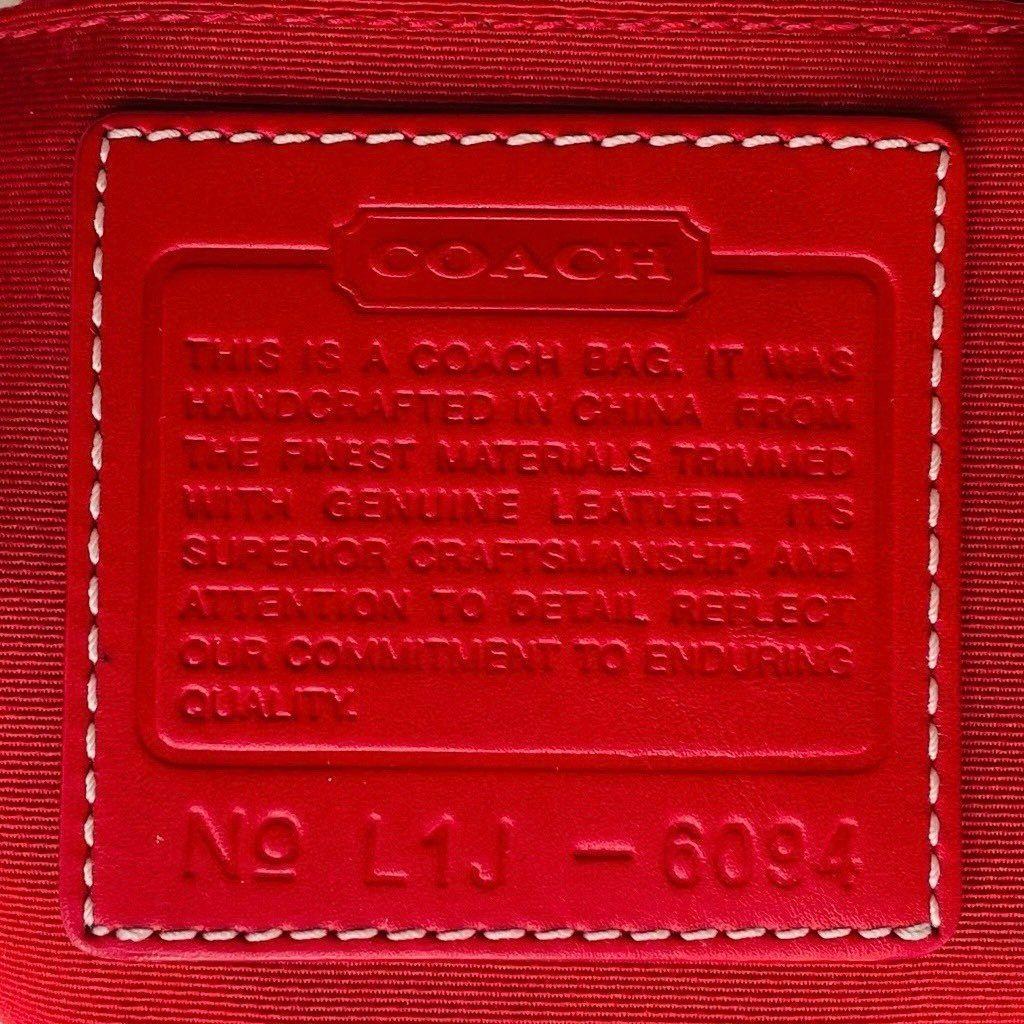 COACH
THIS IS A COACH BAG. IT WAS
HANDCRAFTED IN CHINA FROM
THE FINEST MATERIALS TRIMMED
WITH GENUINE LEATHER. ITS
SUPERIOR CRAFTSMANSHIP AND
ATTENTION TO DETAIL REFLECT
OUR COMMITMENT TO ENDURING
QUALITY.
Nº L1J - 6094